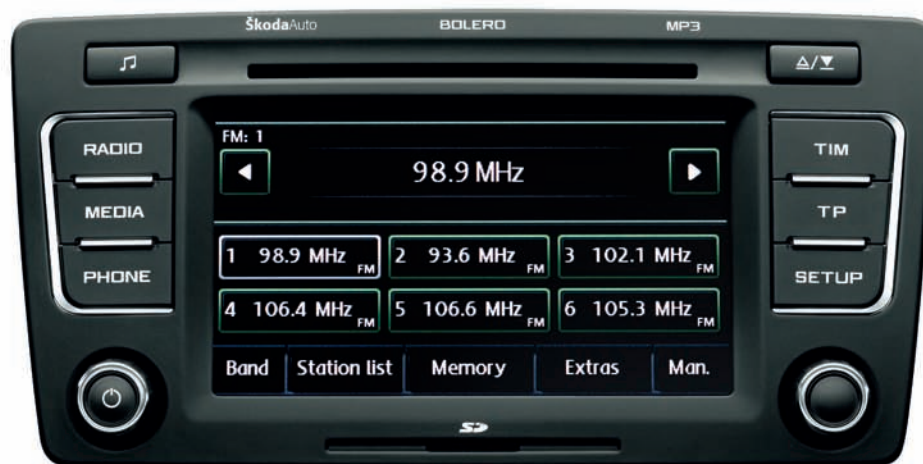 ŠkodaAuto BOLERO MP3
RADIO
MEDIA
PHONE
FM: 1
98.9 MHz
1 98.9 MHz FM
2 93.6 MHz FM
3 102.1 MHz FM
4 106.4 MHz FM
5 106.6 MHz FM
6 105.3 MHz FM
Band Station list Memory Extras Man.
TIM
TP
SETUP
SD